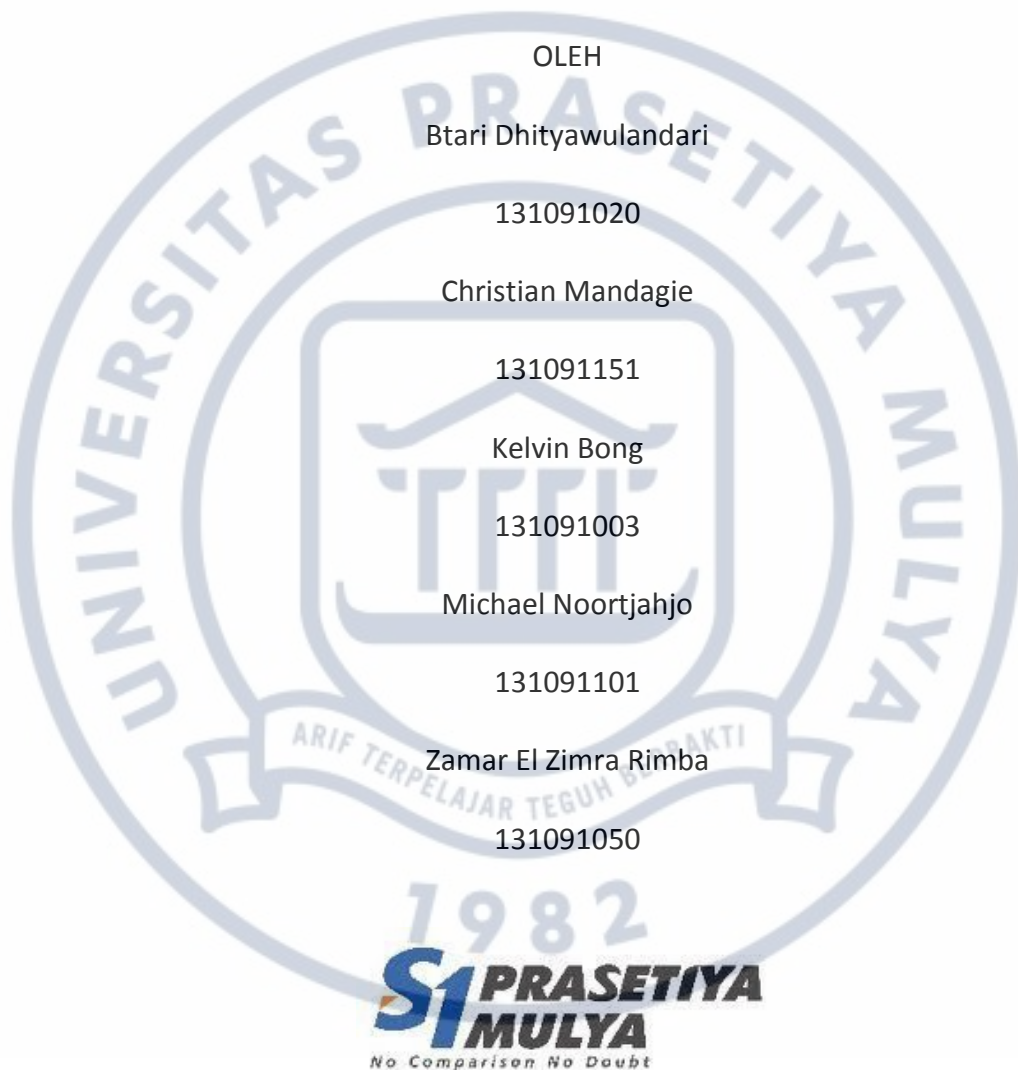 OLEH
Btari Dhityawulandari
131091020
Christian Mandagie
131091151
Kelvin Bong
131091003
Michael Noortjahjo
131091101
Zamar El Zimra Rimba
131091050
UNIVERSITAS PRASETIYA MULYA
ARIF TERPELAJAR TEGUH BERBAKTI
1982
S1 PRASETIYA
MULYA
No Comparison No Doubt